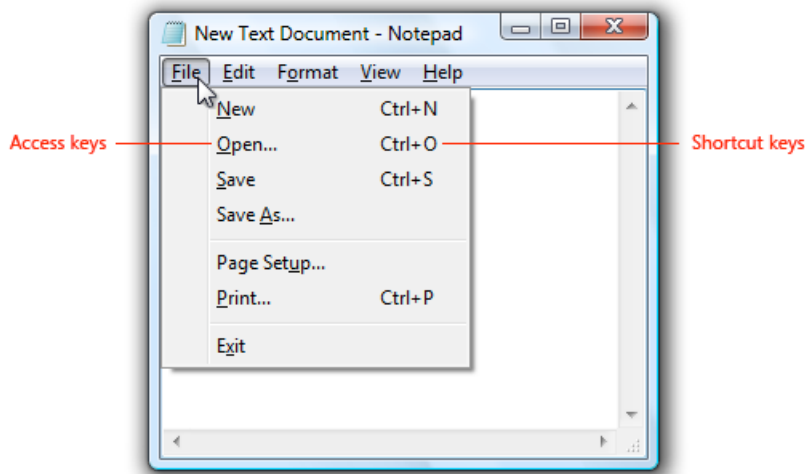 New Text Document - Notepad
File Edit Format View Help
New Ctrl+N
Access keys Open... Ctrl+O Shortcut keys
Save Ctrl+S
Save As...
Page Setup...
Print... Ctrl+P
Exit